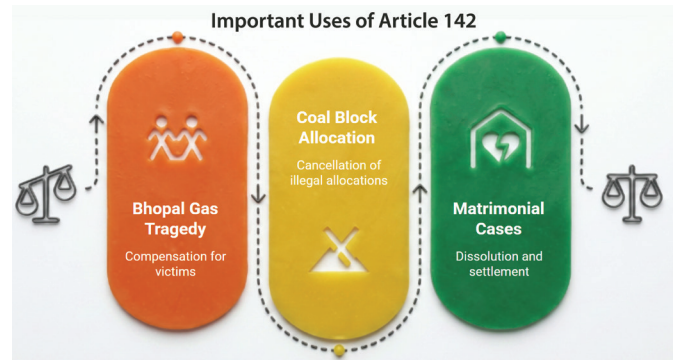 Important Uses of Article 142
Bhopal Gas
Tragedy
Compensation for
victims
Coal Block
Allocation
Cancellation of
illegal allocations
Matrimonial
Cases
Dissolution and
settlement